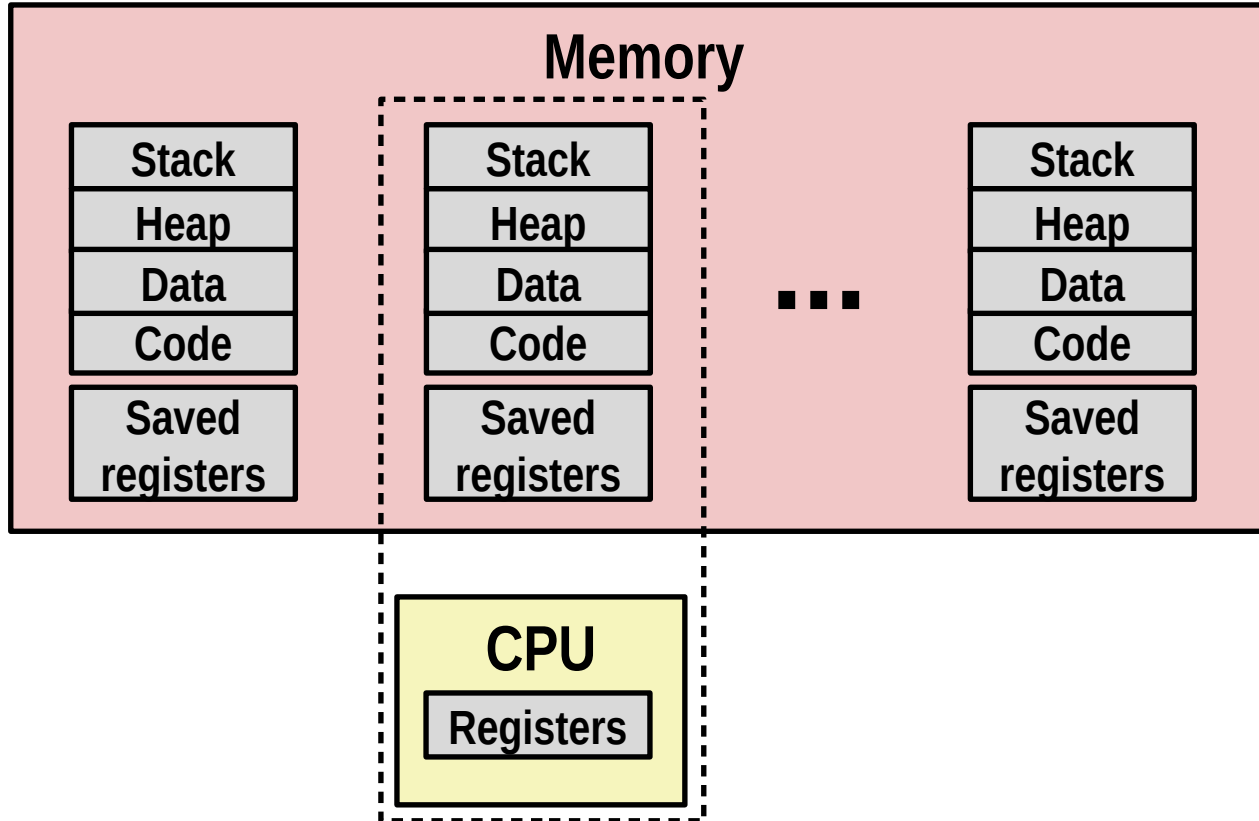 Memory
Stack
Heap
Data
Code
Saved
registers
Stack
Heap
Data
Code
Saved
registers
...
Stack
Heap
Data
Code
Saved
registers
CPU
Registers